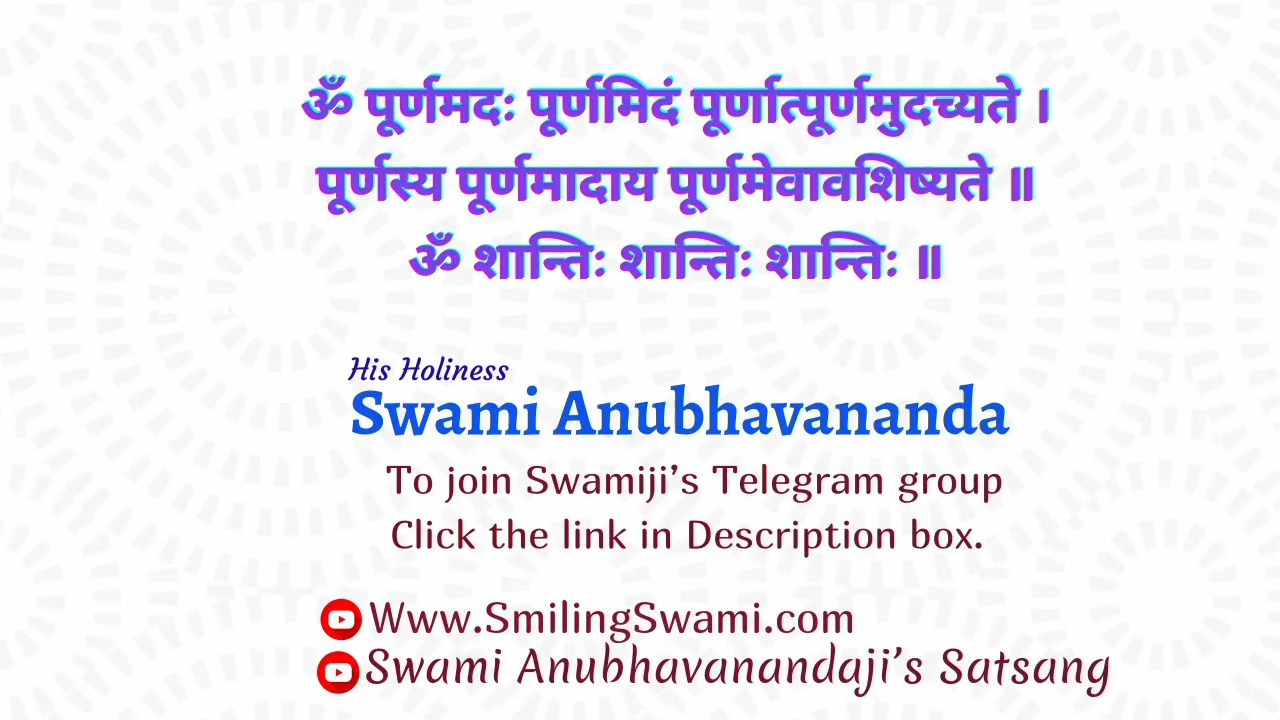 ॐ पूर्णमदः पूर्णमिदं पूर्णात्पूर्णमुदच्यते ।
पूर्णस्य पूर्णमादाय पूर्णमेवावशिष्यते ॥
ॐ शान्तिः शान्तिः शान्तिः ॥
His Holiness
Swami Anubhavananda
To join Swamiji’s Telegram group
Click the link in Description box.
Www.SmilingSwami.com
Swami Anubhavanandaji’s Satsang